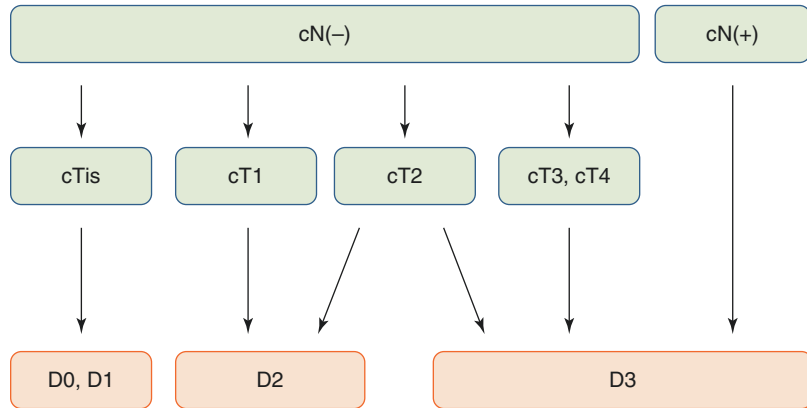 cN(–)
cN(+)
cTis
cT1
cT2
cT3, cT4
D0, D1
D2
D3